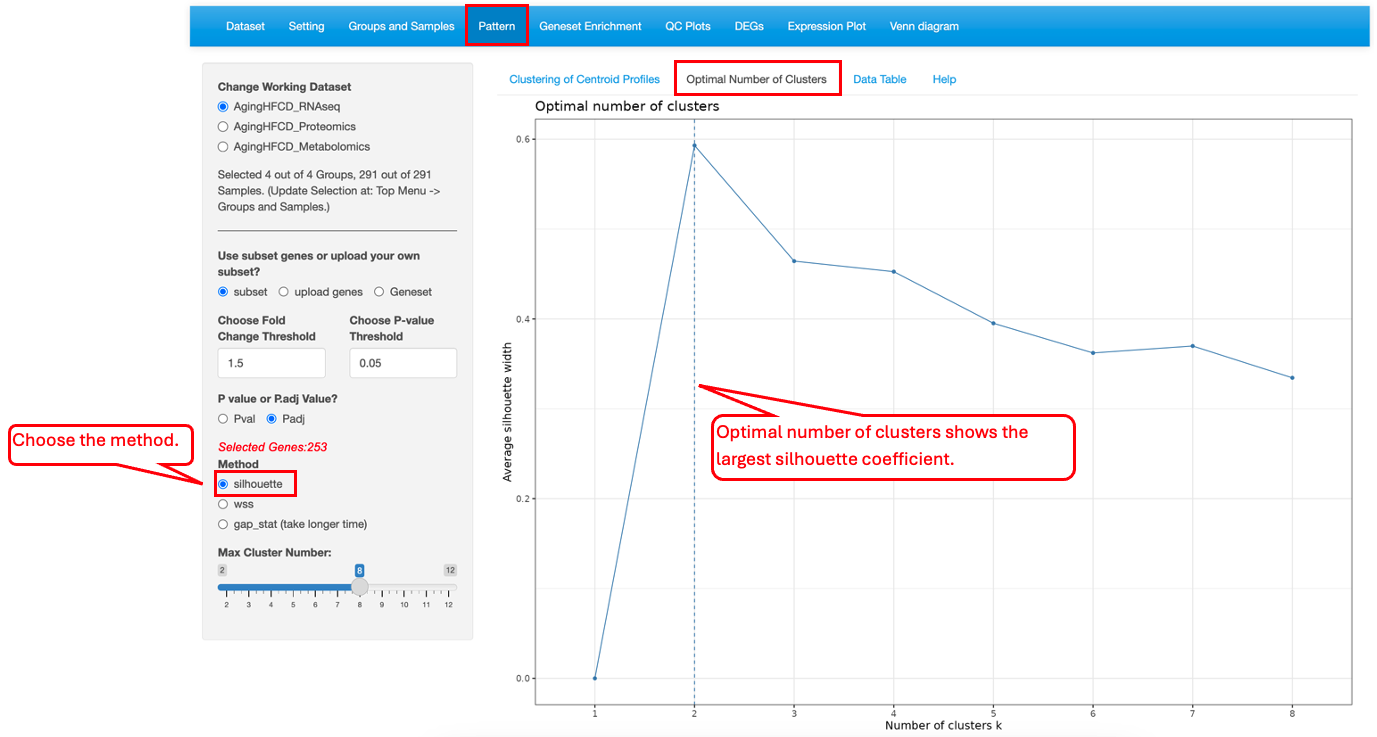 Dataset Setting Groups and Samples Pattern Geneset Enrichment QC Plots DEGs Expression Plot Venn diagram
Change Working Dataset
AgingHFCD_RNAseq
AgingHFCD_Proteomics
AgingHFCD_Metabolomics
Selected 4 out of 4 Groups, 291 out of 291
Samples. (Update Selection at: Top Menu ->
Groups and Samples.)
Use subset genes or upload your own
subset?
subset upload genes Geneset
Choose Fold
Change Threshold
1.5
Choose P-value
Threshold
0.05
P value or P.adj Value?
Pval Padj
Selected Genes:253
Method
silhouette
wss
gap_stat (take longer time)
Max Cluster Number:
2 8 12
2 3 4 5 6 7 8 9 10 11 12
Choose the method.
Clustering of Centroid Profiles Optimal Number of Clusters Data Table Help
Optimal number of clusters
Average silhouette width
0.6
0.4
0.2
0.0
Optimal number of clusters shows the
largest silhouette coefficient.
1 2 3 4 5 6 7 8
Number of clusters k